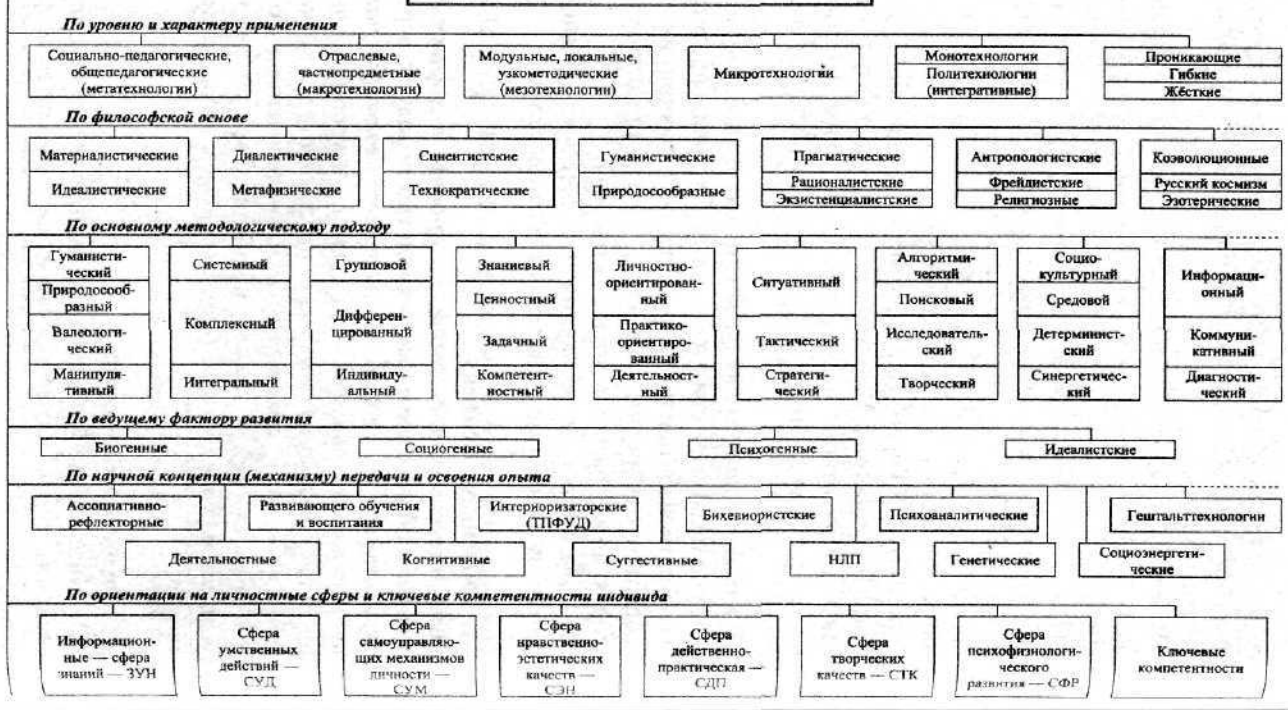 По уровню и характеру применения
Социально-педагогические,
общепедагогические
(метатехнологии)
Отраслевые,
частнопредметные
(макротехнологии)
Модульные, локальные,
узкометодические
(мезотехнологии)
Микротехнологии
Монотехнологии
Политехнологии
(интегративные)
Проникающие
Гибкие
Жёсткие
По философской основе
Материалистические
Идеалистические
Диалектические
Метафизические
Сциентистские
Технократические
Гуманистические
Природосообразные
Прагматические
Рационалистские
Экзистенциалистские
Антропологистские
Фрейдистские
Религиозные
Коэволюционные
Русский космизм
Эзотерические
По основному методологическому подходу
Гуманисти-
ческий
Природосооб-
разный
Валеологи-
ческий
Манипуля-
тивный
Системный
Комплексный
Интегральный
Групповой
Дифферен-
цированный
Индивиду-
альный
Знаниевый
Ценностный
Задачный
Компетент-
ностный
Личностно-
ориентирован-
ный
Практико-
ориентиро-
ванный
Деятельност-
ный
Ситуативный
Тактический
Стратеги-
ческий
Алгоритми-
ческий
Поисковый
Исследователь-
ский
Творческий
Социо-
культурный
Средовой
Детерминист-
ский
Синергетичес-
кий
Информаци-
онный
Коммуни-
кативный
Диагности-
ческий
По ведущему фактору развития
Биогенные
Социогенные
Психогенные
Идеалистские
По научной концепции (механизму) передачи и освоения опыта
Ассоциативно-
рефлекторные
Развивающего обучения
и воспитания
Интериоризаторские
(ТПФУД)
Бихевиористские
Психоаналитические
Гештальттехнологии
Деятельностные
Когнитивные
Суггестивные
НЛП
Генетические
Социоэнергети-
ческие
По ориентации на личностные сферы и ключевые компетентности индивида
Информацион-
ные — сфера
знаний — ЗУН
Сфера
умственных
действий —
СУД
Сфера
самоуправляю-
щих механизмов
личности —
СУМ
Сфера
нравственно-
эстетических
качеств —
СЭН
Сфера
действенно-
практическая —
СДП
Сфера
творческих
качеств — СТК
Сфера
психофизиолог-
ического
развития — СФР
Ключевые
компетентности